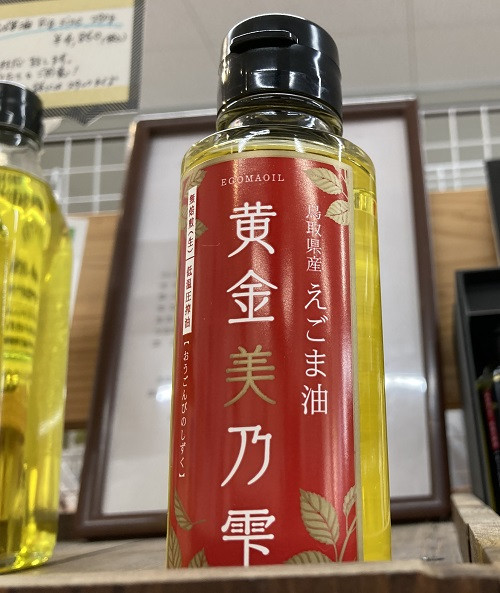 EGOMAOIL
鳥取県産 えごま油
黄金美乃雫
無焙煎(生) 低温圧搾油
[おうごんびのしずく]